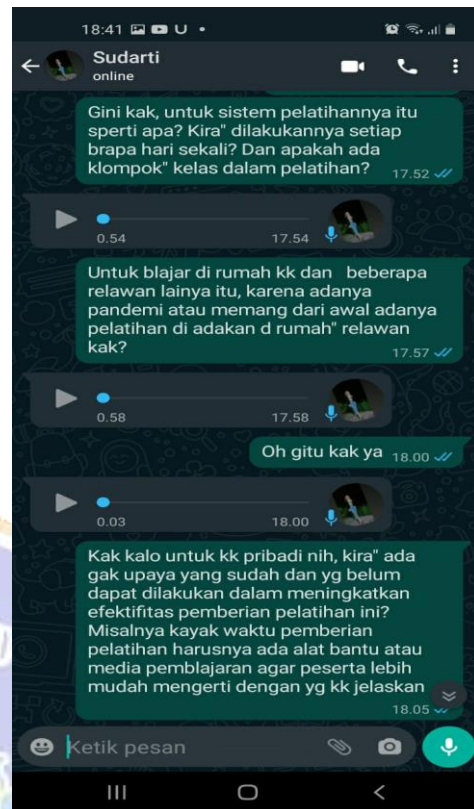 18:41
Sudarti
online
Gini kak, untuk sistem pelatihannya itu
sperti apa? Kira" dilakukannya setiap
brapa hari sekali? Dan apakah ada
klompok" kelas dalam pelatihan?
17.52
0.54 17.54
Untuk blajar di rumah kk dan beberapa
relawan lainya itu, karena adanya
pandemi atau memang dari awal adanya
pelatihan di adakan d rumah" relawan
kak?
17.57
0.58 17.58
Oh gitu kak ya 18.00
0.03 18.00
Kak kalo untuk kk pribadi nih, kira" ada
gak upaya yang sudah dan yg belum
dapat dilakukan dalam meningkatkan
efektifitas pemberian pelatihan ini?
Misalnya kayak waktu pemberian
pelatihan harusnya ada alat bantu atau
media pemblajaran agar peserta lebih
mudah mengerti dengan yg kk jelaskan
18.05
Ketik pesan